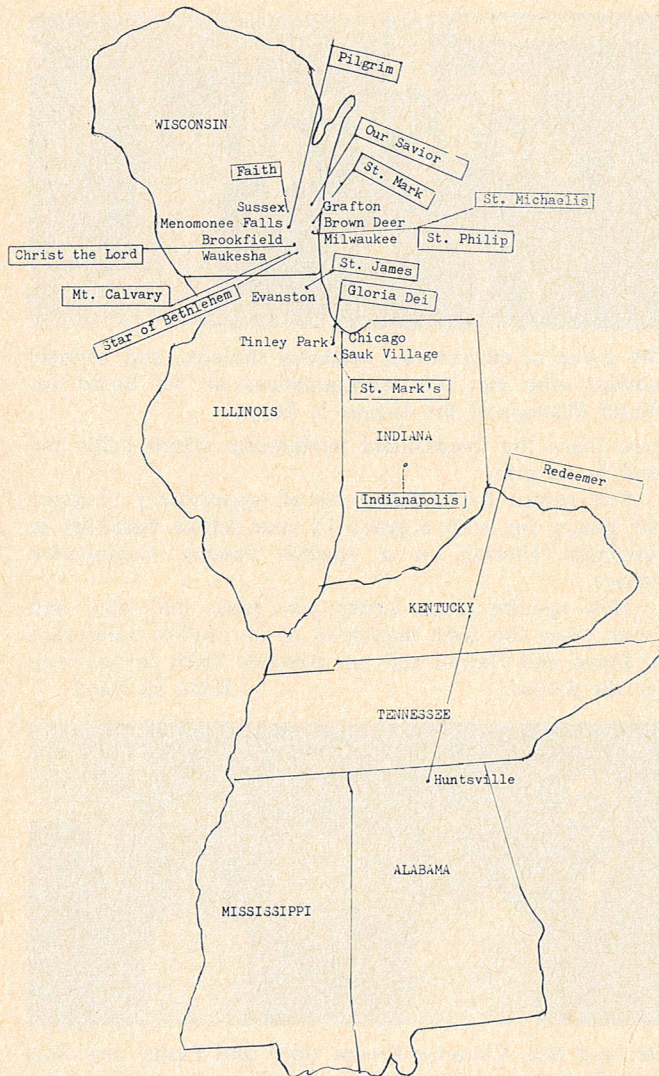 Pilgrim
WISCONSIN
Our Savior
St. Mark
Faith
St. Michaelis
Sussex
Grafton
Menomonee Falls
Brown Deer
Brookfield
Milwaukee
St. Philip
Christ the Lord
Waukesha
St. James
Mt. Calvary
Evanston
Gloria Dei
Star of Bethlehem
Tinley Park
Chicago
Sauk Village
St. Mark's
ILLINOIS
INDIANA
Redeemer
Indianapolis
KENTUCKY
TENNESSEE
Huntsville
ALABAMA
MISSISSIPPI